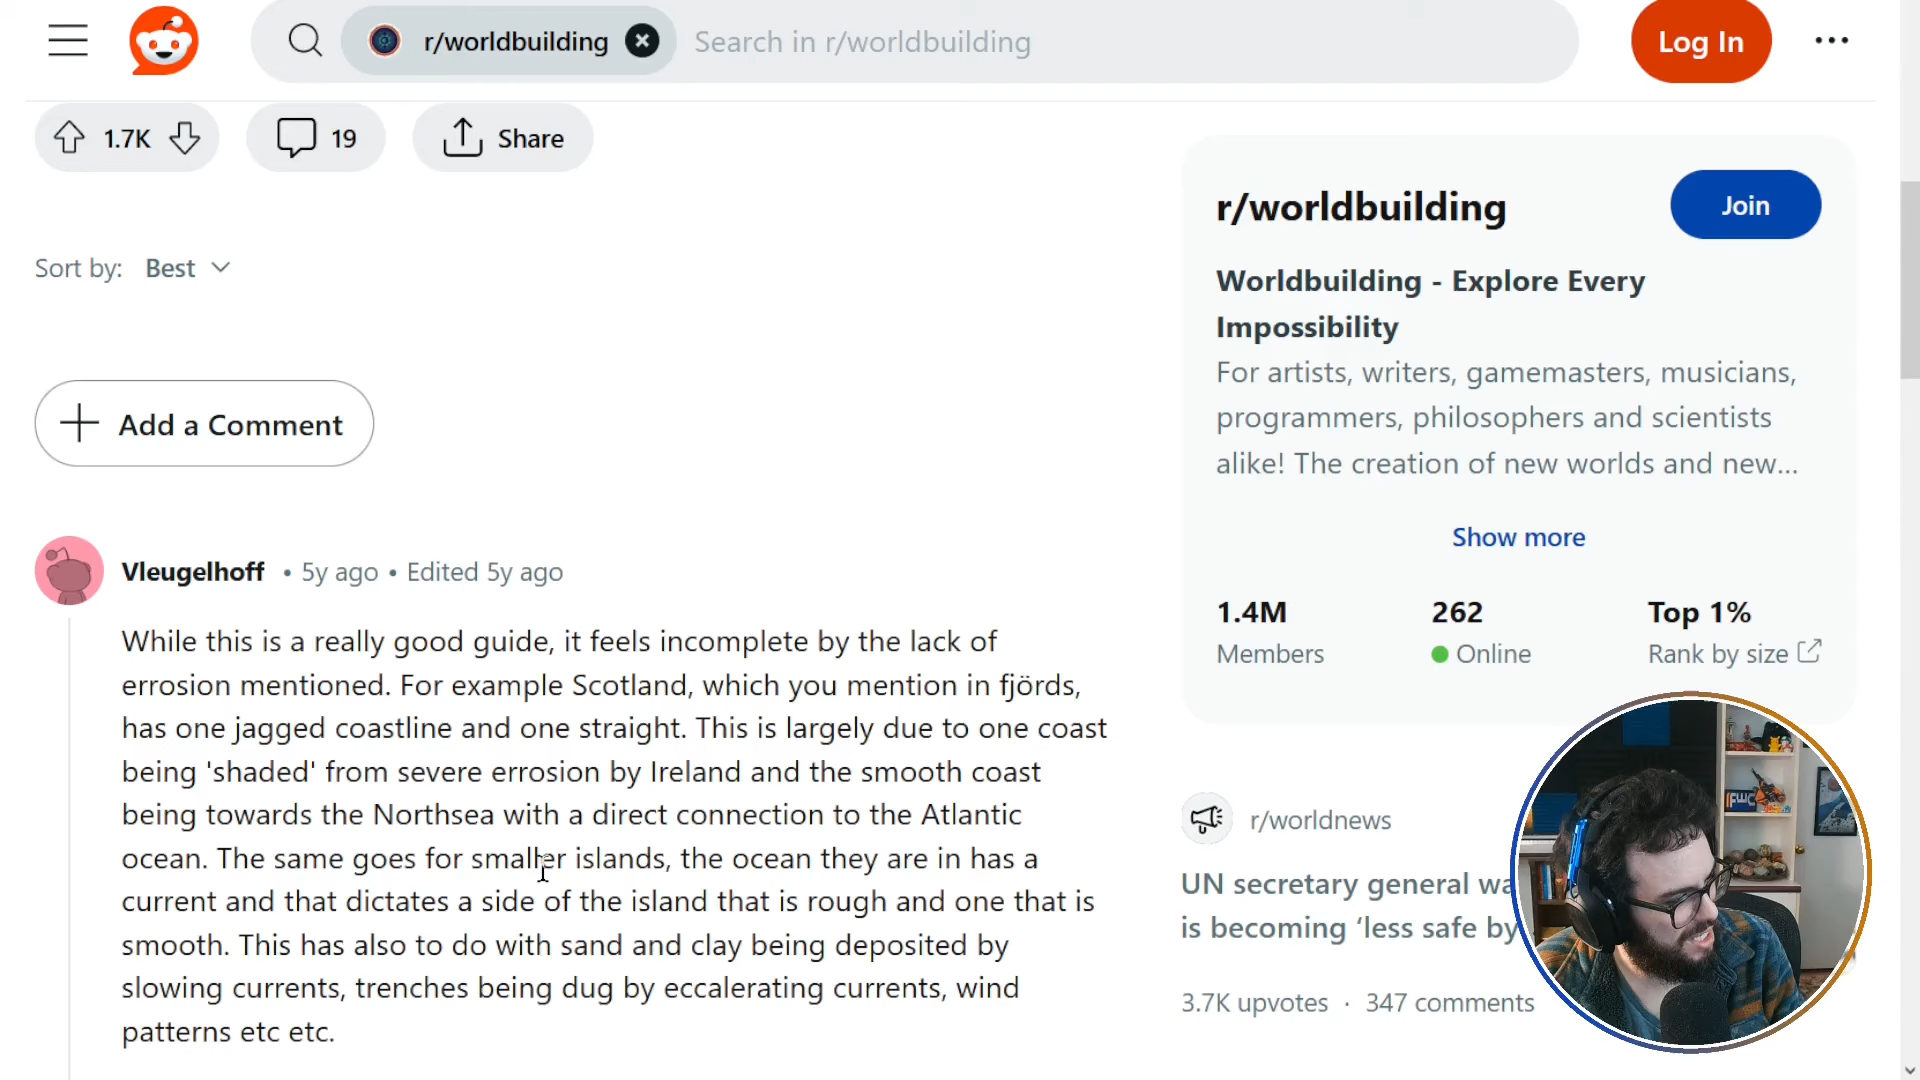 r/worldbuilding
Search in r/worldbuilding
Log In
1.7K
19
Share
Sort by: Best
Add a Comment
Vleugelhoff • 5y ago • Edited 5y ago
While this is a really good guide, it feels incomplete by the lack of
errosion mentioned. For example Scotland, which you mention in fjörds,
has one jagged coastline and one straight. This is largely due to one coast
being 'shaded' from severe errosion by Ireland and the smooth coast
being towards the Northsea with a direct connection to the Atlantic
ocean. The same goes for smaller islands, the ocean they are in has a
current and that dictates a side of the island that is rough and one that is
smooth. This has also to do with sand and clay being deposited by
slowing currents, trenches being dug by eccalerating currents, wind
patterns etc etc.
r/worldbuilding
Join
Worldbuilding - Explore Every
Impossibility
For artists, writers, gamemasters, musicians,
programmers, philosophers and scientists
alike! The creation of new worlds and new...
Show more
1.4M
Members
262
Online
Top 1%
Rank by size
r/worldnews
UN secretary general wa
is becoming ‘less safe by
3.7K upvotes · 347 comments